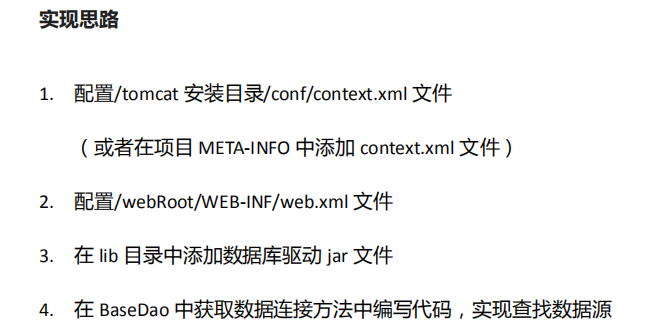 实现思路
1. 配置/tomcat 安装目录/conf/context.xml 文件
（或者在项目 META-INFO 中添加 context.xml 文件）
2. 配置/webRoot/WEB-INF/web.xml 文件
3. 在 lib 目录中添加数据库驱动 jar 文件
4. 在 BaseDao 中获取数据连接方法中编写代码，实现查找数据源